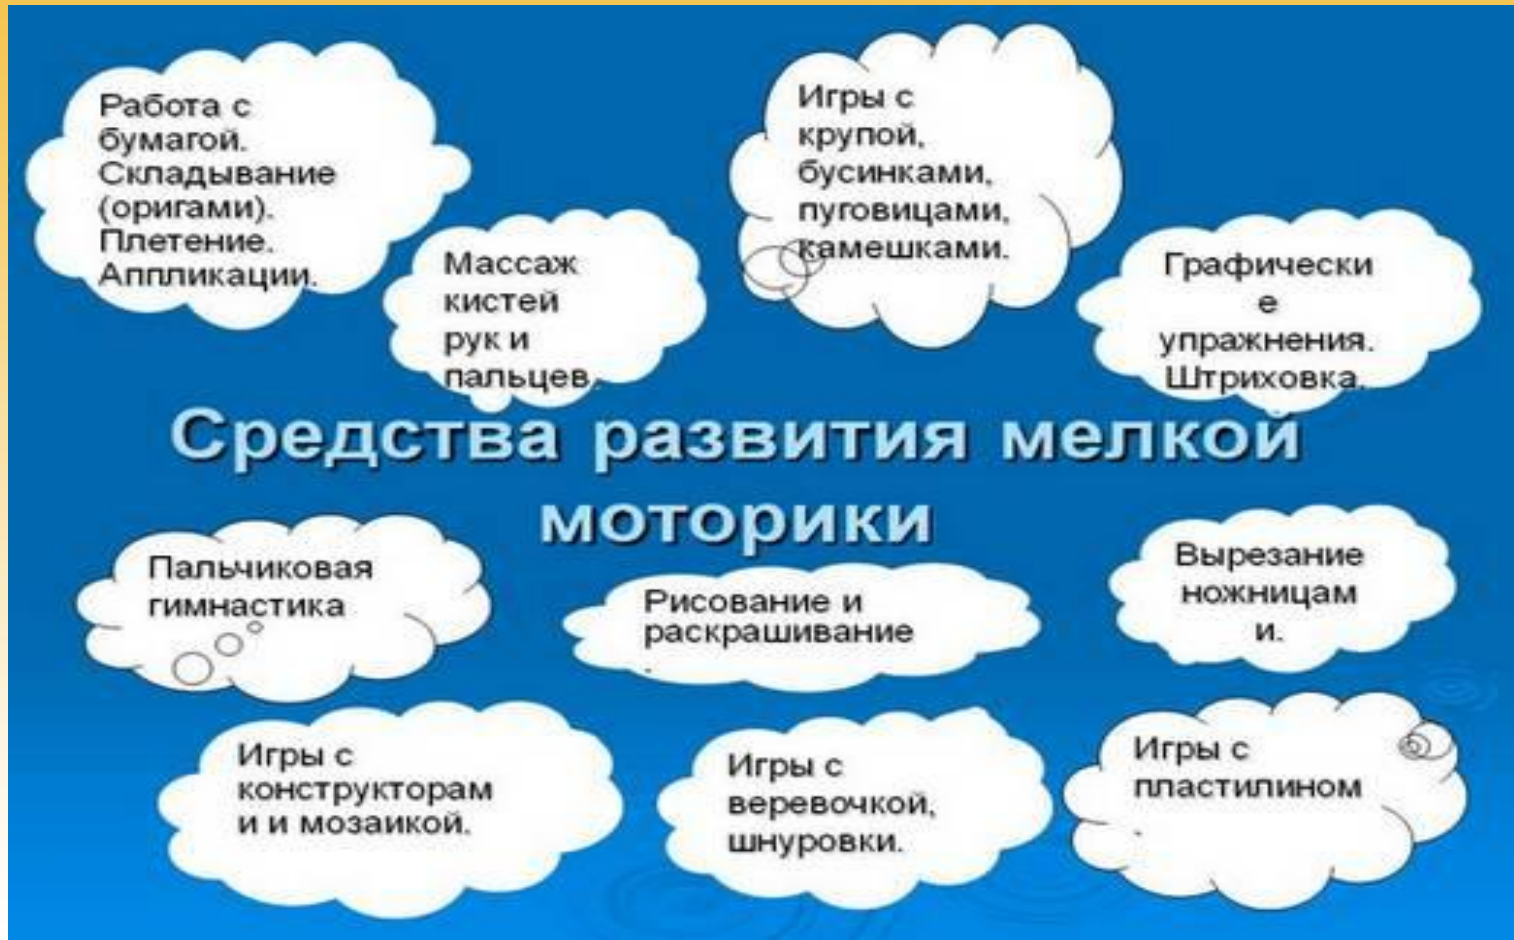 Работа с
бумагой.
Складывание
(оригами).
Плетение.
Аппликации.
Массаж
кистей
рук и
пальцев.
Игры с
крупой,
бусинками,
пуговицами,
камешками.
Графически
е
упражнения.
Штриховка.
Средства развития мелкой
моторики
Пальчиковая
гимнастика
Рисование и
раскрашивание
.
Вырезание
ножницам
и.
Игры с
конструкторам
и и мозаикой.
Игры с
веревочкой,
шнуровки.
Игры с
пластилином
.